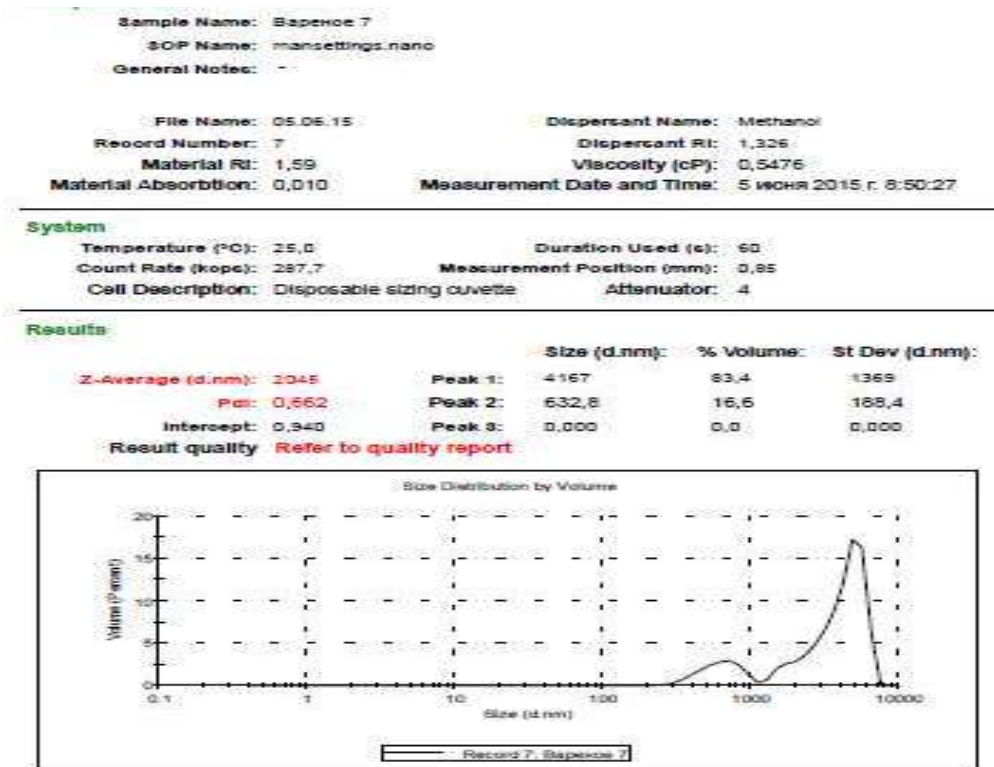 Sample Name: Вареное 7
SOP Name: mansettings.nano
General Notes: -
File Name: 05.06.15 Dispersant Name: Methanol
Record Number: 7 Dispersant RI: 1,326
Material RI: 1,59 Viscosity (cP): 0,5476
Material Absorbtion: 0,010 Measurement Date and Time: 5 июня 2015 г. 8:50:27
System
Temperature (°C): 25,0 Duration Used (s): 60
Count Rate (kcps): 287,7 Measurement Position (mm): 0,85
Cell Description: Disposable sizing cuvette Attenuator: 4
Results
Size (d.nm): % Volume: St Dev (d.nm):
Z-Average (d.nm): 2045 Peak 1: 4167 83,4 1369
PdI: 0,662 Peak 2: 632,8 16,6 188,4
Intercept: 0,940 Peak 3: 0,000 0,0 0,000
Result quality Refer to quality report
Size Distribution by Volume
Volume (Percent)
20
15
10
5
0
0.1 1 10 100 1000 10000
Size (d.nm)
Record 7: Вареное 7